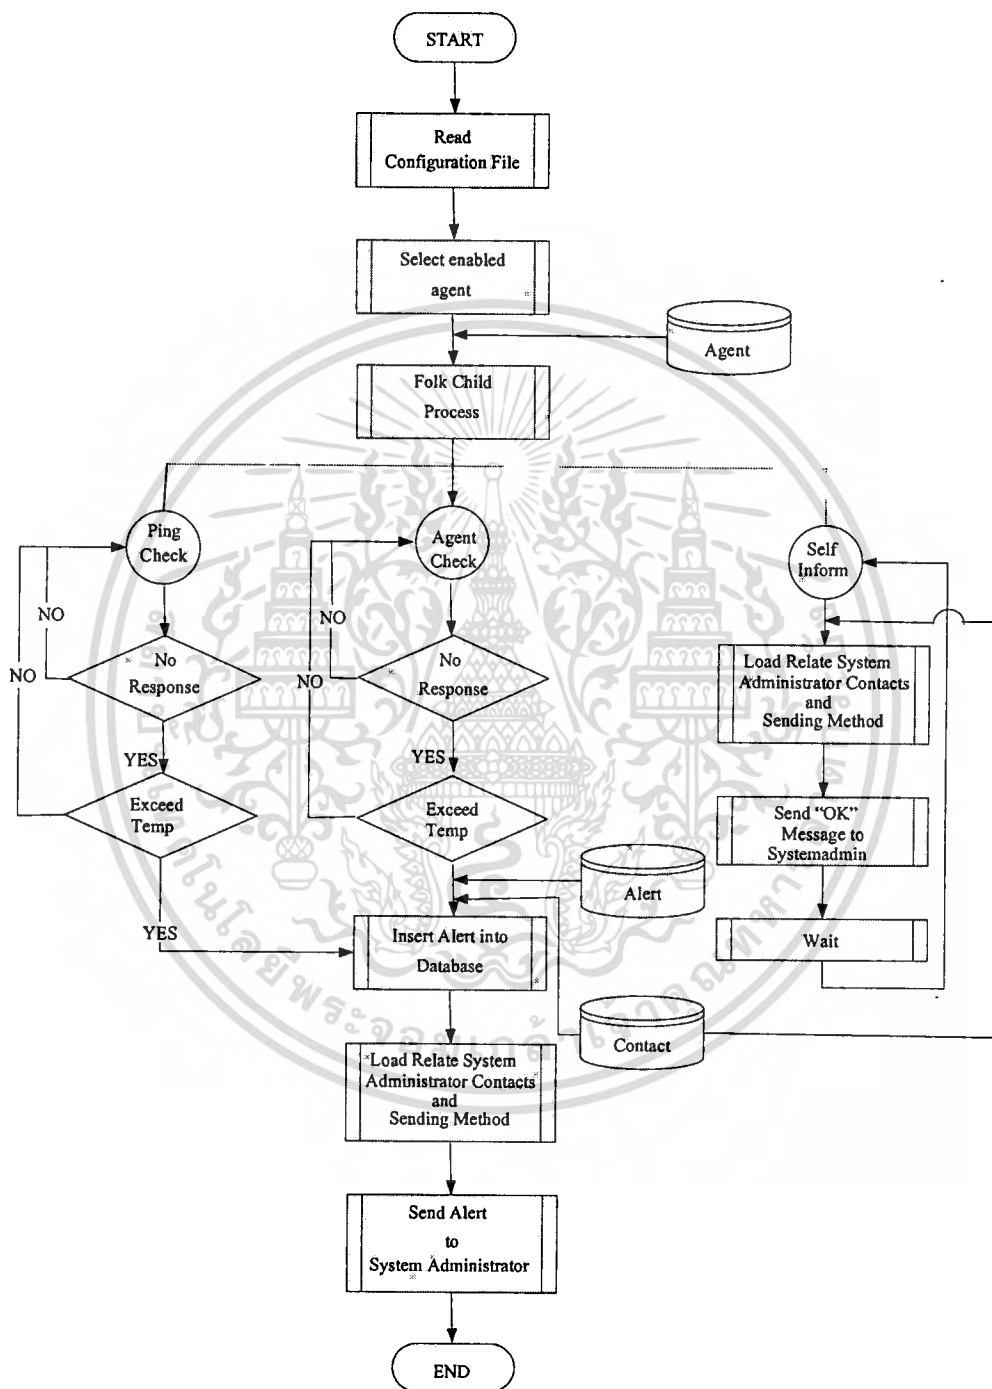 START
Read
Configuration File
Select enabled
agent
Agent
Folk Child
Process
Ping
Check
Agent
Check
Self
Inform
NO
NO
No
Response
NO
NO
No
Response
Load Relate System
Administrator Contacts
and
Sending Method
YES
YES
Exceed
Temp
Exceed
Temp
Send “OK”
Message to
Systemadmin
Alert
YES
Insert Alert into
Database
Wait
Contact
Load Relate System
Administrator Contacts
and
Sending Method
Send Alert
to
System Administrator
END